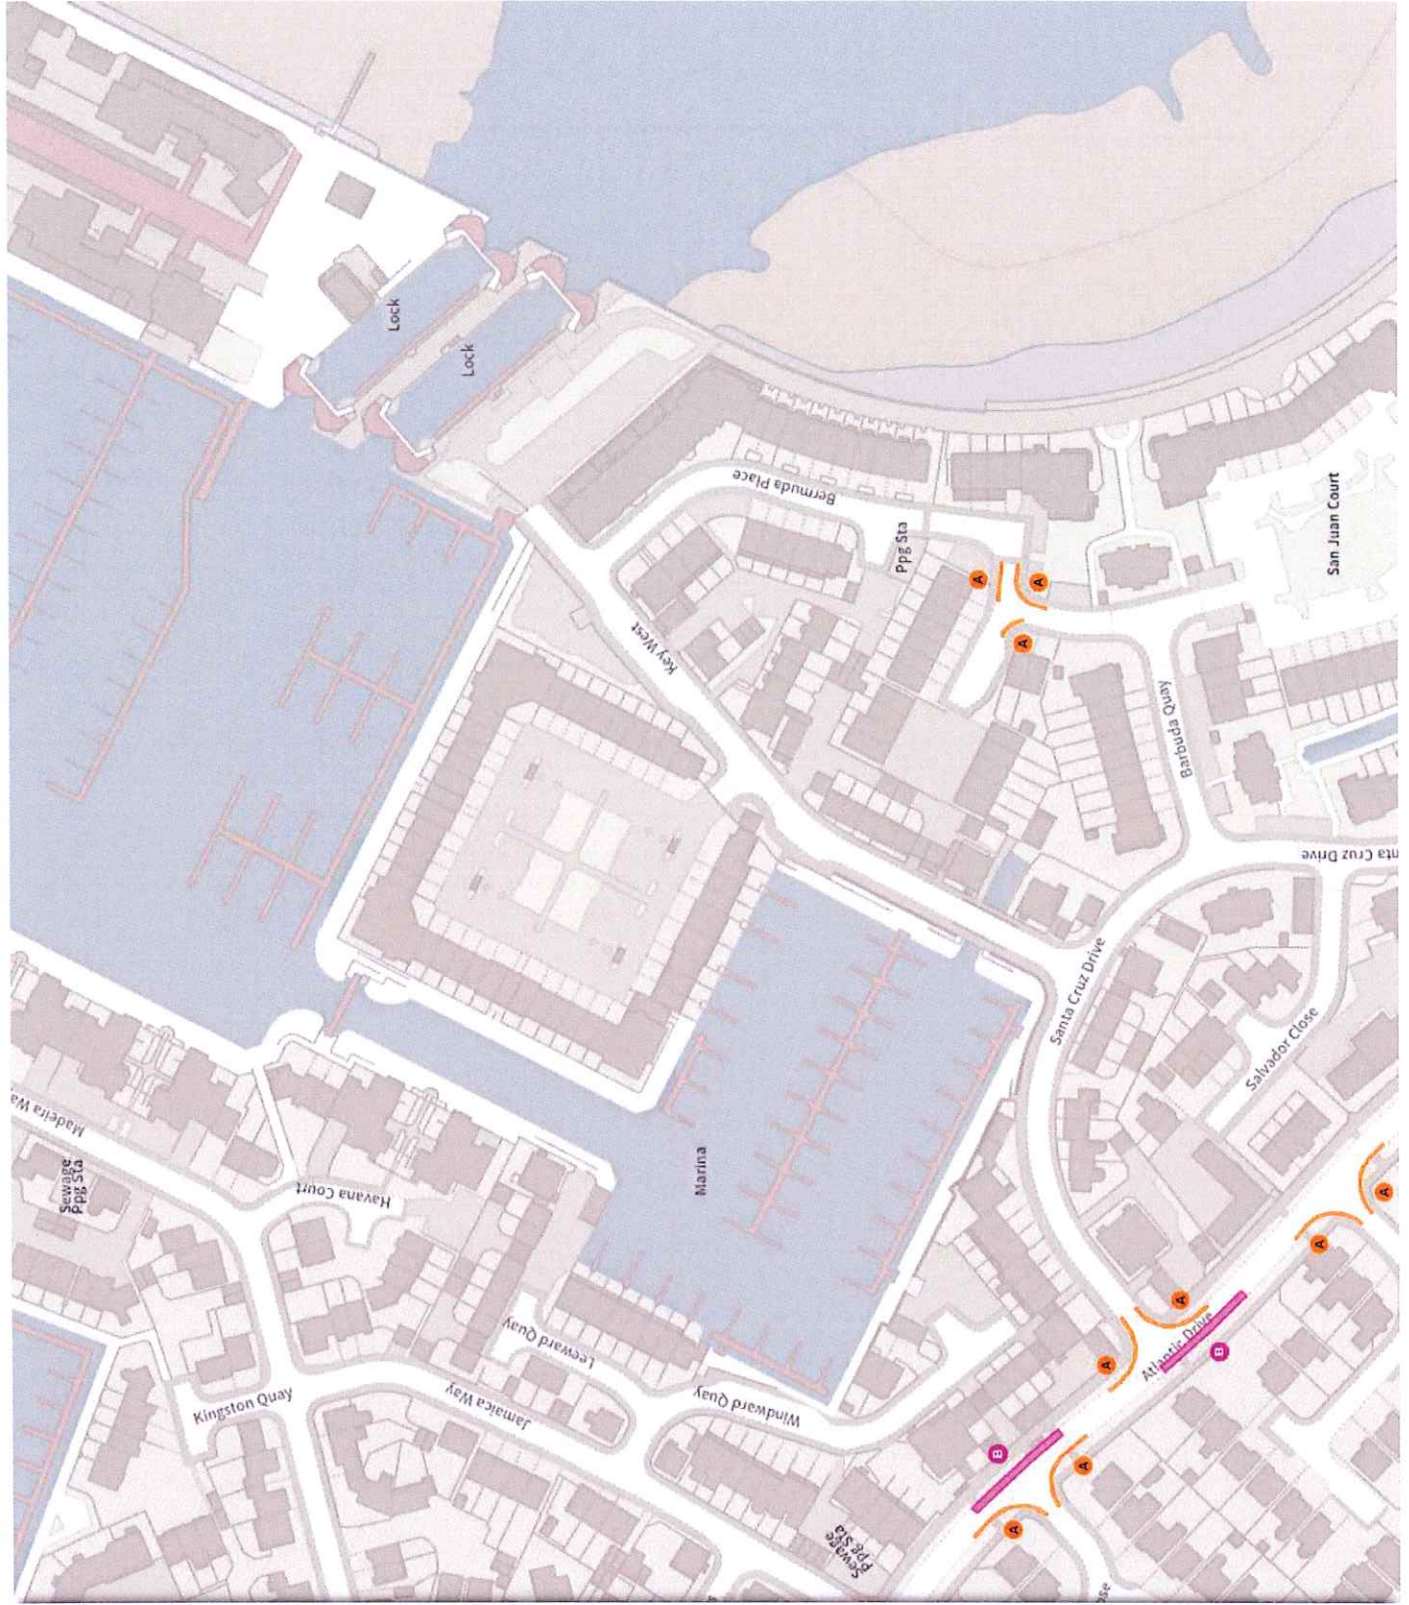 Lock
Lock
Bermuda Place
Ppg Sta
San Juan Court
A
A
A
Key West
Barbuda Quay
nta Cruz Drive
Santa Cruz Drive
Salvador Close
Madeira Wa
Sewage
Ppg Sta
Havana Court
Marina
Leeward Quay
Kingston Quay
Jamaica Way
Windward Quay
A
A
A
A
Atlantic Drive
B
B
A
A
Sewage
Ppg Sta
se